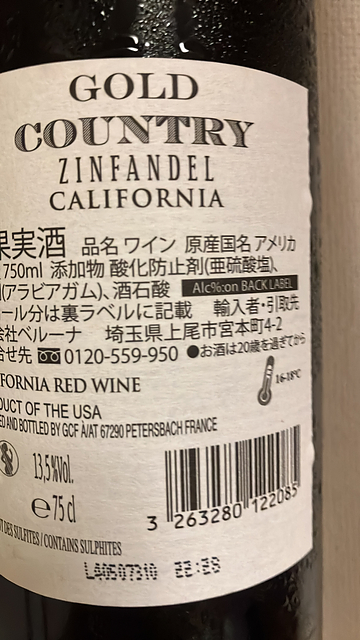 GOLD
COUNTRY
ZINFANDEL
CALIFORNIA
果実酒 品名 ワイン 原産国名 アメリカ
750ml 添加物 酸化防止剤(亜硫酸塩)、
(アラビアガム)、酒石酸 Alc%:on BACK LABEL
ール分は裏ラベルに記載 輸入者・引取先
会社ベルーナ 埼玉県上尾市宮本町4-2
合せ先 0120-559-950 ●お酒は20歳を過ぎてから
FORNIA RED WINE
16-18°C
DUCT OF THE USA
ED AND BOTTLED BY GCF À/AT 67290 PETERSBACH FRANCE
13,5%Vol.
℮75 cl
3 263280 122085
T DES SULFITES / CONTAINS SULPHITES